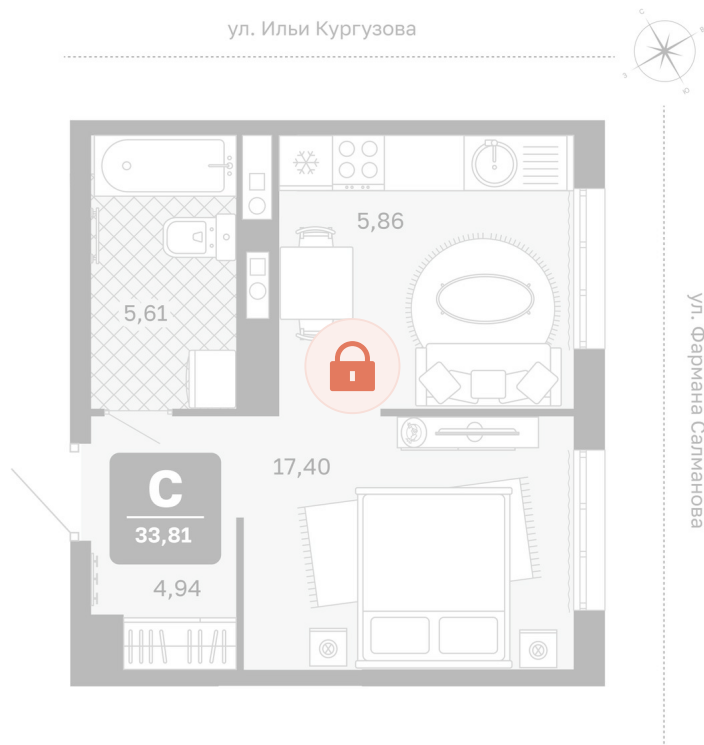 ул. Ильи Кургузова
С
В
Ю
З
5,86
5,61
ул. Фармана Салманова
17,40
C
33,81
4,94